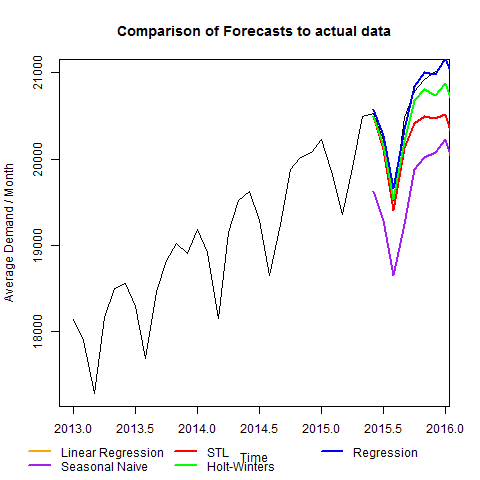 Comparison of Forecasts to actual data
Average Demand / Month
21000
20000
19000
18000
2013.0 2013.5 2014.0 2014.5 2015.0 2015.5 2016.0
Time
Linear Regression STL Regression
Seasonal Naive Holt-Winters